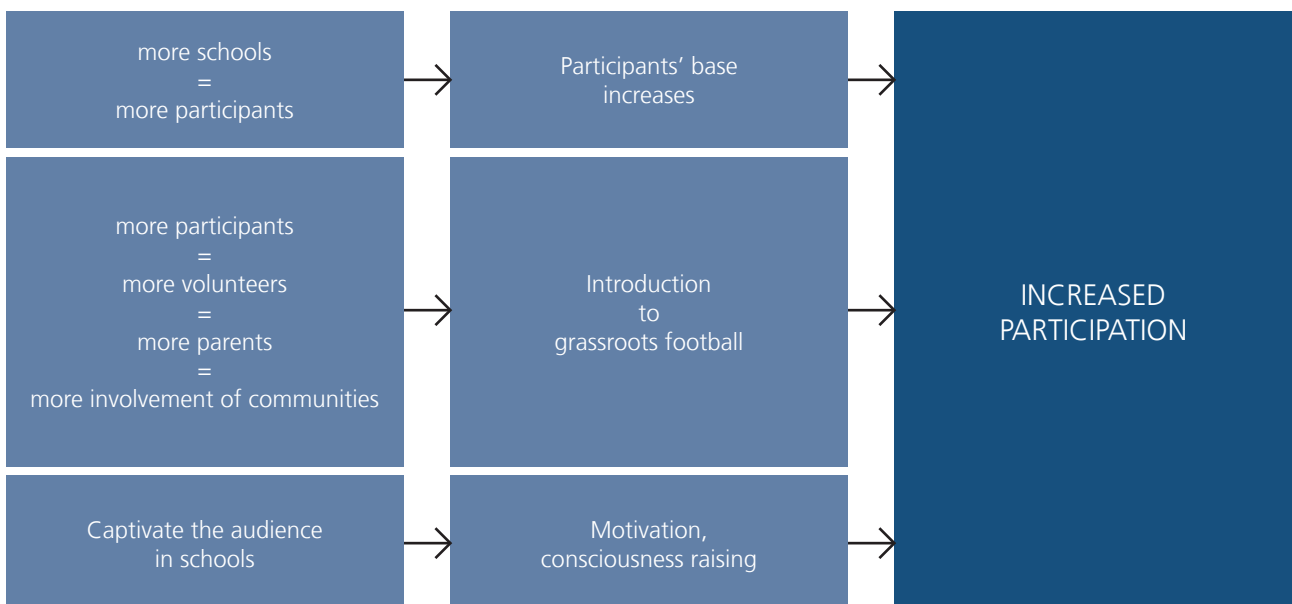 more schools
=
more participants
Participants’ base
increases
more participants
=
more volunteers
=
more parents
=
more involvement of communities
Introduction
to
grassroots football
INCREASED
PARTICIPATION
Captivate the audience
in schools
Motivation,
consciousness raising